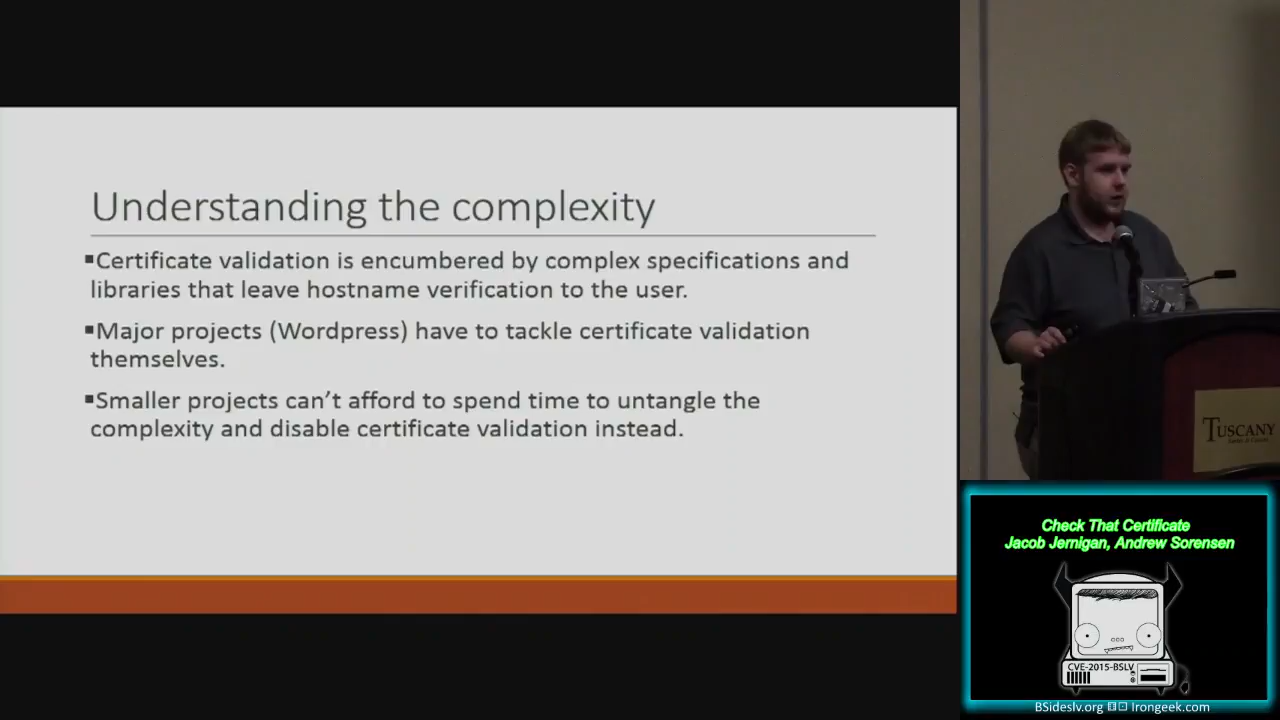 Understanding the complexity
▪Certificate validation is encumbered by complex specifications and
libraries that leave hostname verification to the user.
▪Major projects (Wordpress) have to tackle certificate validation
themselves.
▪Smaller projects can’t afford to spend time to untangle the
complexity and disable certificate validation instead.
TUSCANY
Check That Certificate
Jacob Jernigan, Andrew Sorensen
CVE-2015-BSLV
BSideslv.org
Irongeek.com